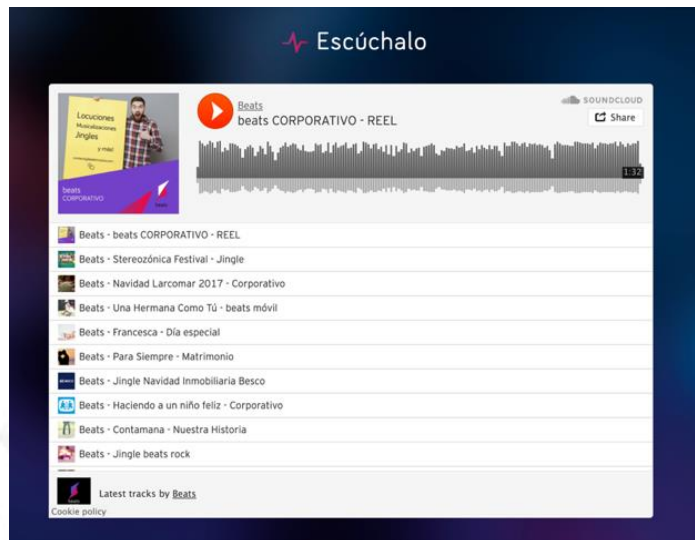 Escúchalo
Locuciones
Musicalizaciones
Jingles
y más!
beats
CORPORATIVO
beats
Beats
beats CORPORATIVO - REEL
SOUNDCLOUD
Share
1:32
Beats - beats CORPORATIVO - REEL
Beats - Stereozónica Festival - Jingle
Beats - Navidad Larcomar 2017 - Corporativo
Beats - Una Hermana Como Tú - beats móvil
Beats - Francesca - Día especial
Beats - Para Siempre - Matrimonio
Beats - Jingle Navidad Inmobiliaria Besco
Beats - Haciendo a un niño feliz - Corporativo
Beats - Contamana - Nuestra Historia
Beats - Jingle beats rock
beats
Latest tracks by Beats
Cookie policy